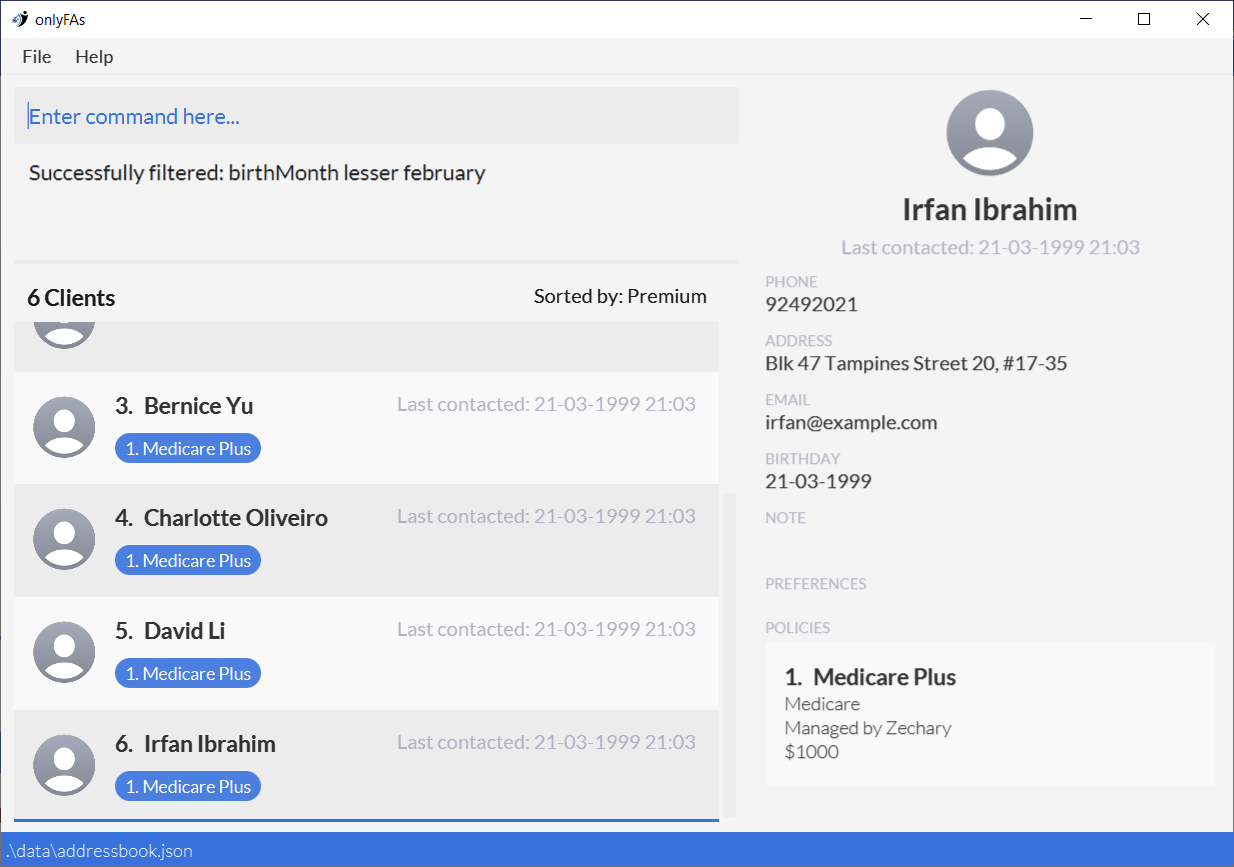 onlyFAs
File Help
Enter command here...
Successfully filtered: birthMonth lesser february
6 Clients
Sorted by: Premium
3. Bernice Yu
Last contacted: 21-03-1999 21:03
1. Medicare Plus
4. Charlotte Oliveiro
Last contacted: 21-03-1999 21:03
1. Medicare Plus
5. David Li
Last contacted: 21-03-1999 21:03
1. Medicare Plus
6. Irfan Ibrahim
Last contacted: 21-03-1999 21:03
1. Medicare Plus
Irfan Ibrahim
Last contacted: 21-03-1999 21:03
PHONE
92492021
ADDRESS
Blk 47 Tampines Street 20, #17-35
EMAIL
irfan@example.com
BIRTHDAY
21-03-1999
NOTE
PREFERENCES
POLICIES
1. Medicare Plus
Medicare
Managed by Zechary
$1000
.\data\addressbook.json